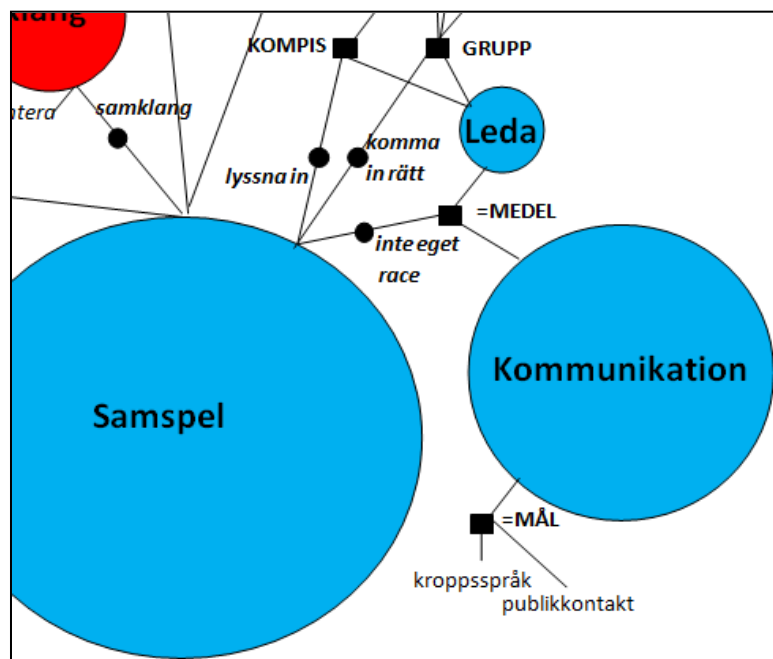 KOMPIS
GRUPP
samklang
Leda
komma
in rätt
lyssna in
=MEDEL
inte eget
race
Kommunikation
Samspel
=MÅL
kroppsspråk
publikkontakt